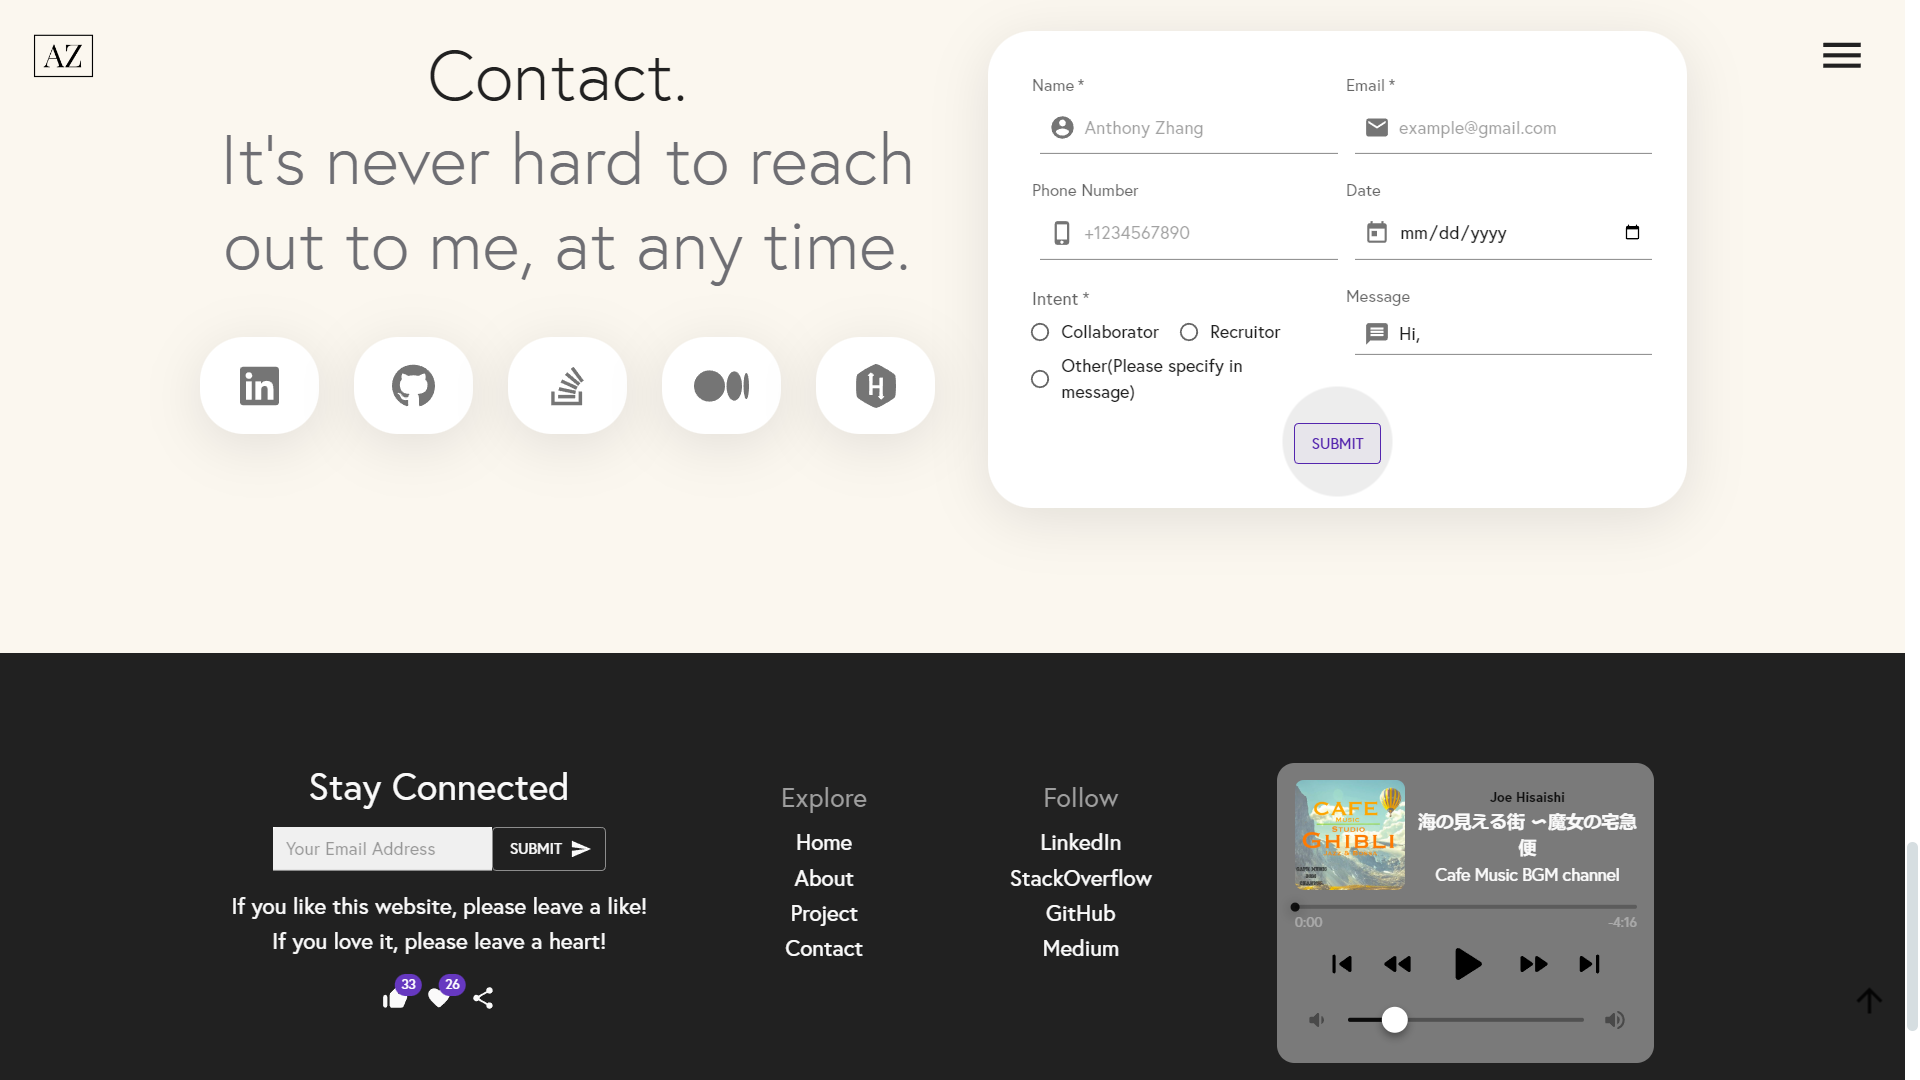 AZ
Contact.
It's never hard to reach
out to me, at any time.
Name *
Email *
Anthony Zhang
example@gmail.com
Phone Number
Date
+1234567890
mm/dd/yyyy
Intent *
Message
Collaborator
Recruitor
Hi,
Other(Please specify in
message)
SUBMIT
Stay Connected
Your Email Address
SUBMIT
If you like this website, please leave a like!
If you love it, please leave a heart!
33
26
Explore
Home
About
Project
Contact
Follow
LinkedIn
StackOverflow
GitHub
Medium
CAFE
Music
STUDIO
GHIBLI
CAFE MUSIC
BGM
CHANNEL
Joe Hisaishi
海の見える街 〜魔女の宅急
便
Cafe Music BGM channel
0:00
-4:16